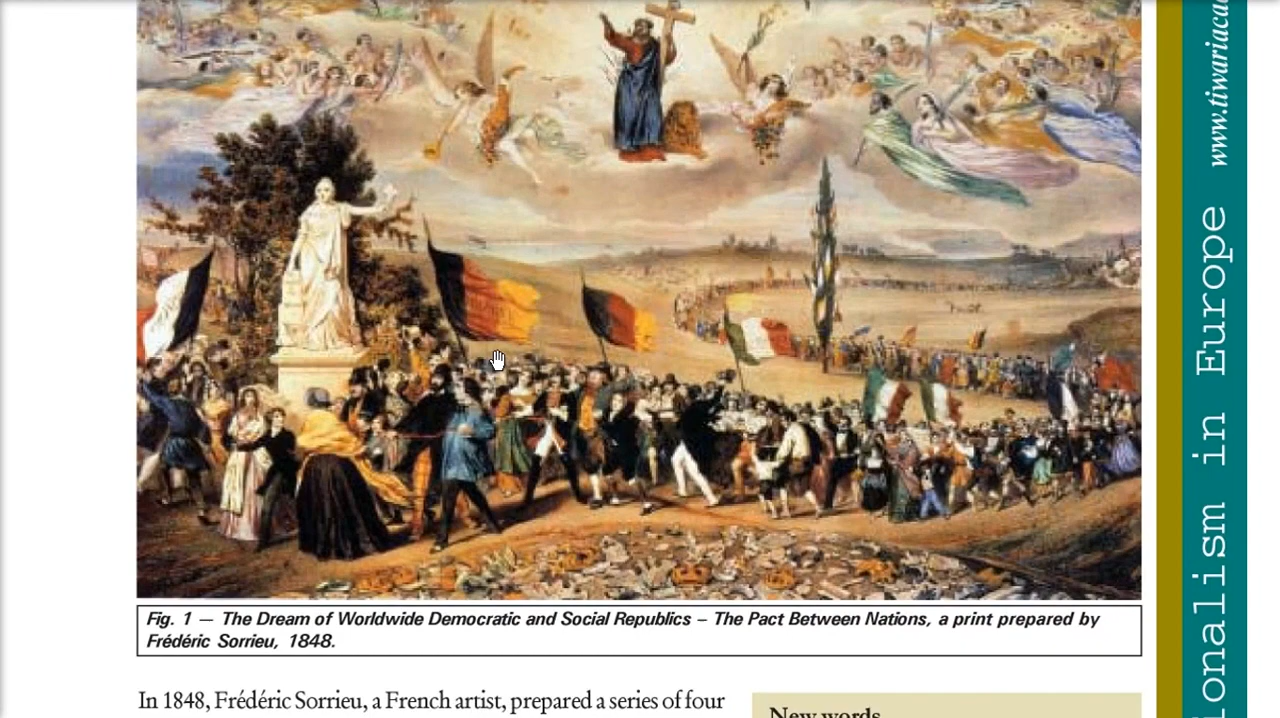 Fig. 1 — The Dream of Worldwide Democratic and Social Republics – The Pact Between Nations, a print prepared by
Frédéric Sorrieu, 1848.
In 1848, Frédéric Sorrieu, a French artist, prepared a series of four
New words
ionalism in Europe
www.tiwariaca